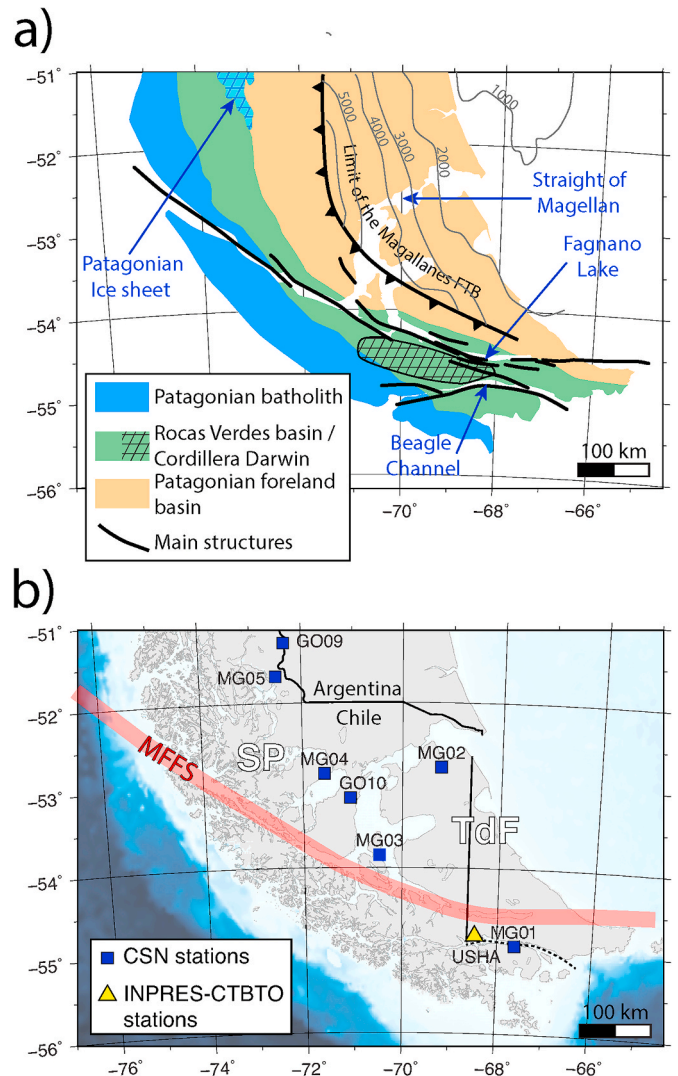 a)
−51°
−52°
−53°
−54°
−55°
−56°
5000
4000
3000
2000
1000
Limit of the Magallanes FTB
Straight of
Magellan
Fagnano
Lake
Patagonian
Ice sheet
Beagle
Channel
Patagonian batholith
Rocas Verdes basin /
Cordillera Darwin
Patagonian foreland
basin
Main structures
100 km
−70°
−68°
−66°
b)
−51°
−52°
−53°
−54°
−55°
−56°
GO09
MG05
Argentina
Chile
SP
MFFS
MG04
MG02
GO10
TdF
MG03
MG01
USHA
CSN stations
INPRES-CTBTO
stations
100 km
−76°
−74°
−72°
−70°
−68°
−66°